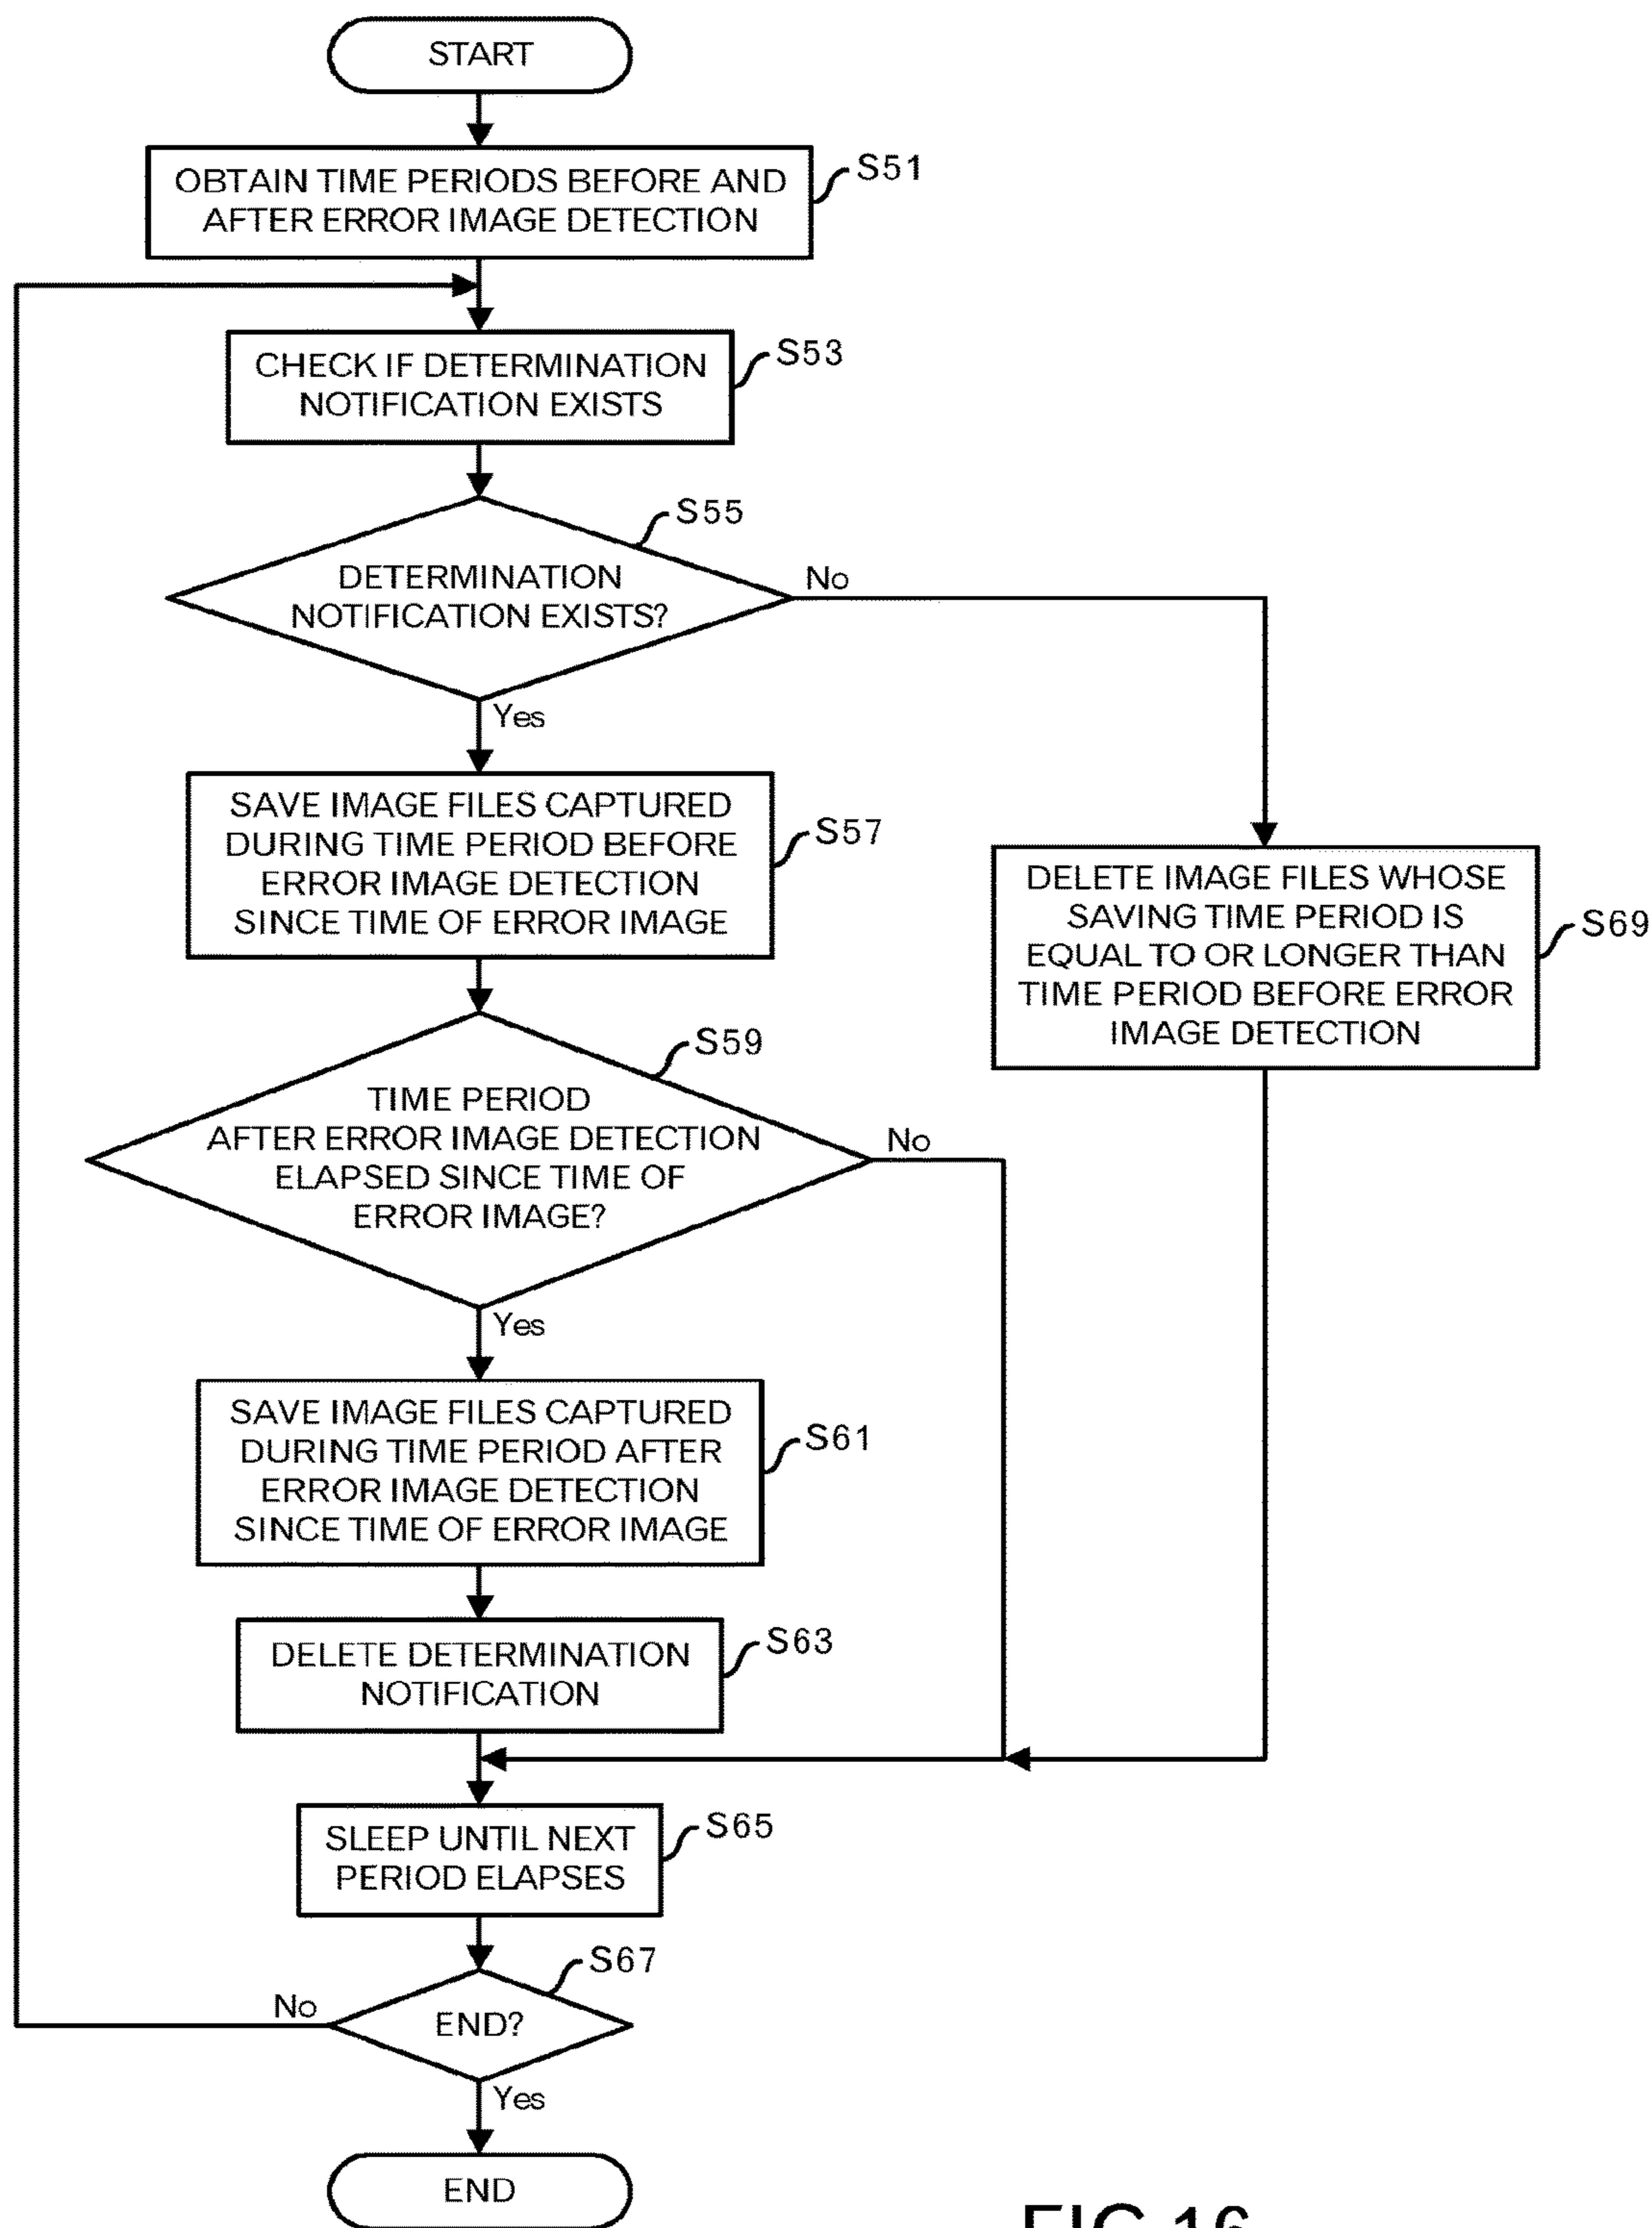 START
OBTAIN TIME PERIODS BEFORE AND
AFTER ERROR IMAGE DETECTION
S51
CHECK IF DETERMINATION
NOTIFICATION EXISTS
S53
S55
DETERMINATION
NOTIFICATION EXISTS?
No
Yes
SAVE IMAGE FILES CAPTURED
DURING TIME PERIOD BEFORE
ERROR IMAGE DETECTION
SINCE TIME OF ERROR IMAGE
S57
DELETE IMAGE FILES WHOSE
SAVING TIME PERIOD IS
EQUAL TO OR LONGER THAN
TIME PERIOD BEFORE ERROR
IMAGE DETECTION
S69
S59
TIME PERIOD
AFTER ERROR IMAGE DETECTION
ELAPSED SINCE TIME OF
ERROR IMAGE?
No
Yes
SAVE IMAGE FILES CAPTURED
DURING TIME PERIOD AFTER
ERROR IMAGE DETECTION
SINCE TIME OF ERROR IMAGE
S61
DELETE DETERMINATION
NOTIFICATION
S63
SLEEP UNTIL NEXT
PERIOD ELAPSES
S65
S67
END?
No
Yes
END
FIG.16